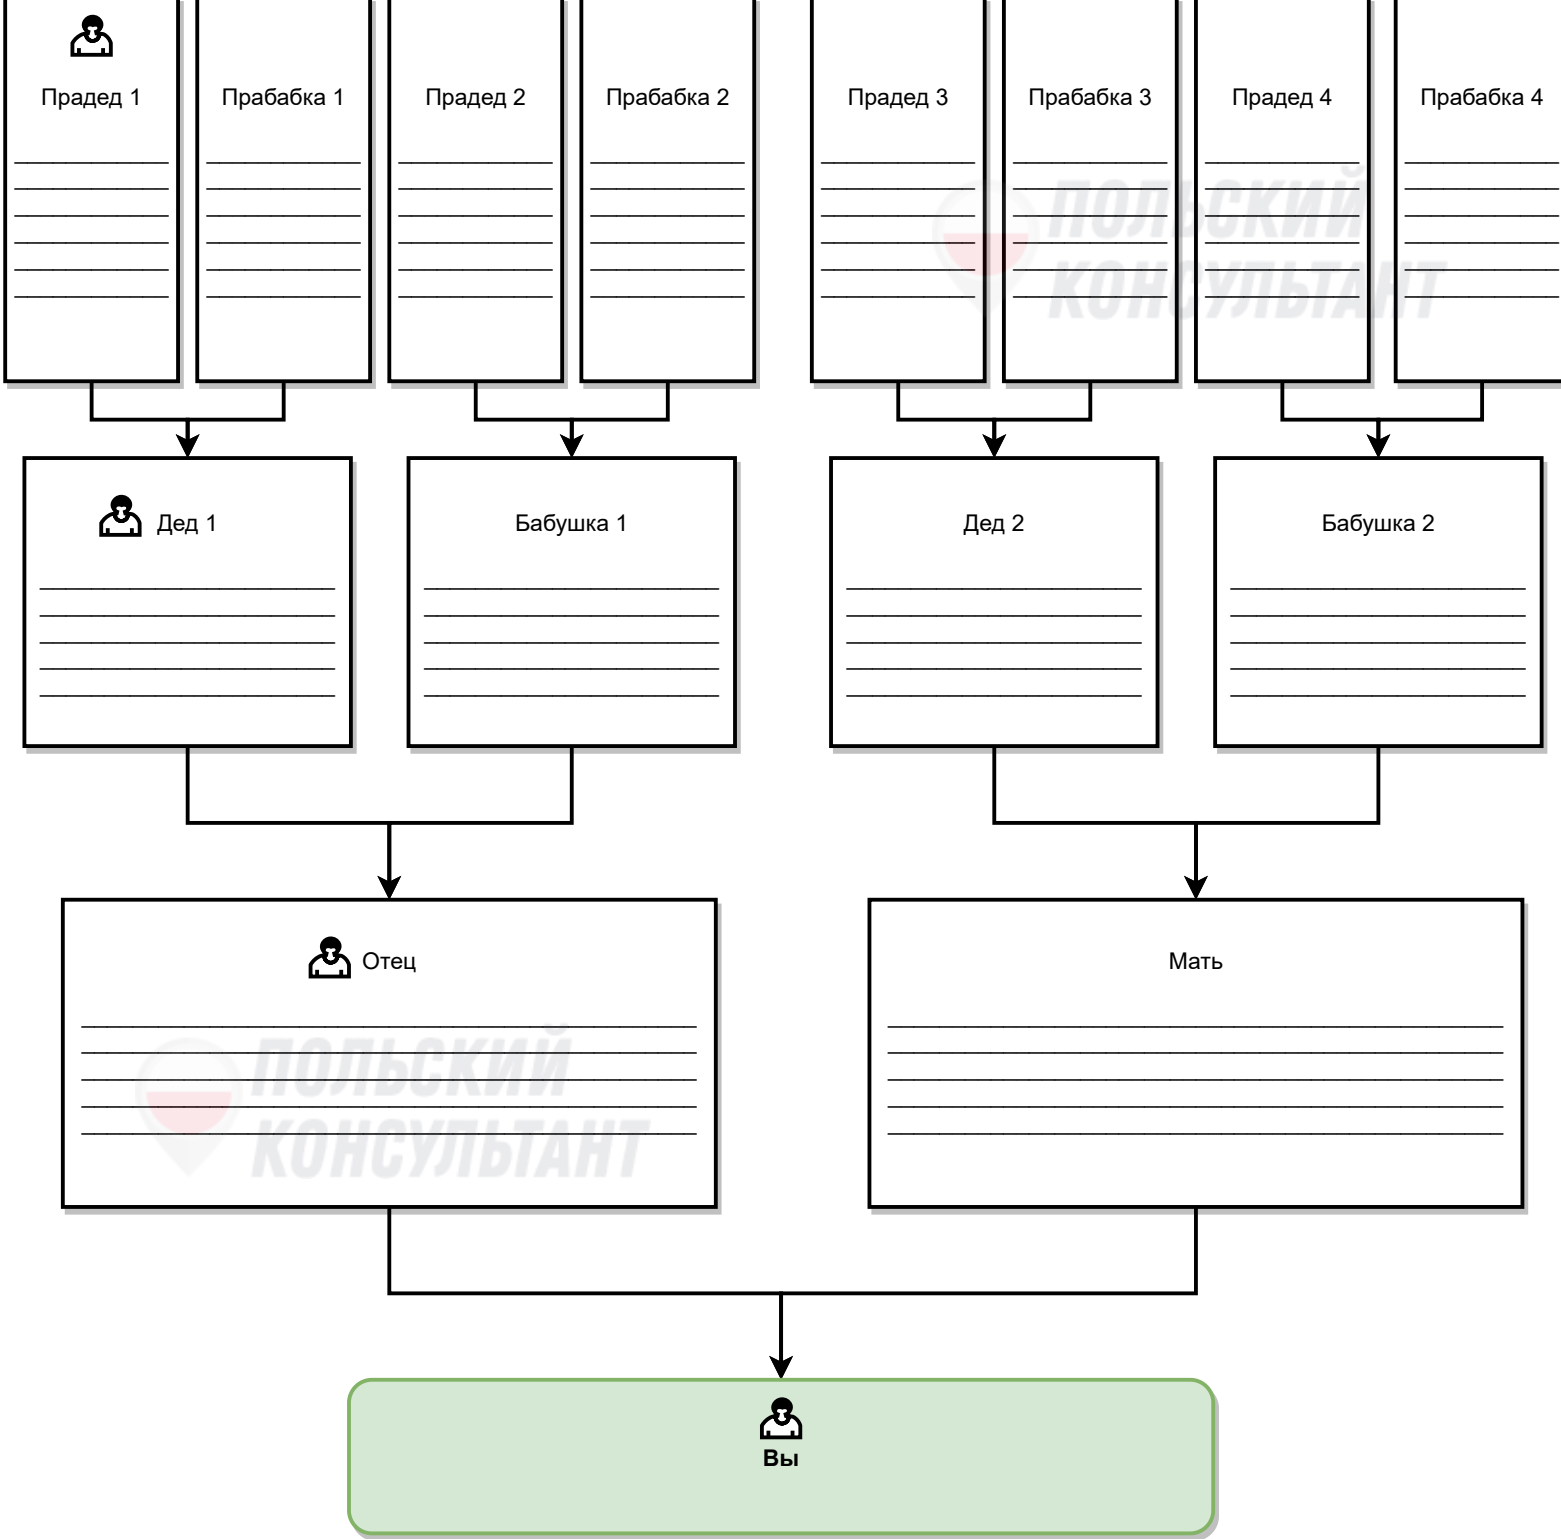 Прадед 1
Прабабка 1
Прадед 2
Прабабка 2
Прадед 3
Прабабка 3
Прадед 4
Прабабка 4
ПОЛЬСКИЙ
КОНСУЛЬТАНТ
Дед 1
Бабушка 1
Дед 2
Бабушка 2
Отец
Мать
ПОЛЬСКИЙ
КОНСУЛЬТАНТ
Вы